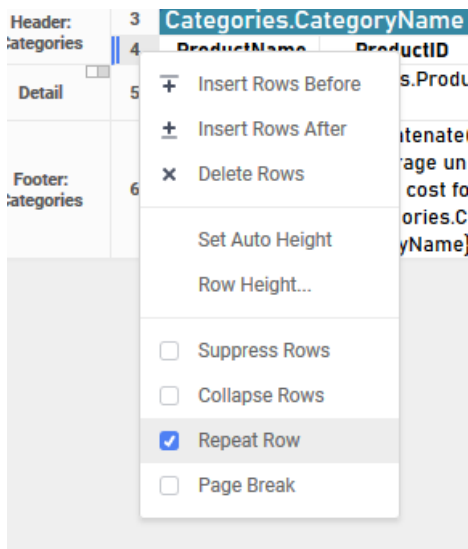 Header:
Categories
3
Categories.CategoryName
4
ProductName
ProductID
Detail
5
s.Produ
Footer:
Categories
6
ntenate(
rage un
cost fo
ories.C
yName}
Insert Rows Before
Insert Rows After
Delete Rows
Set Auto Height
Row Height...
Suppress Rows
Collapse Rows
Repeat Row
Page Break